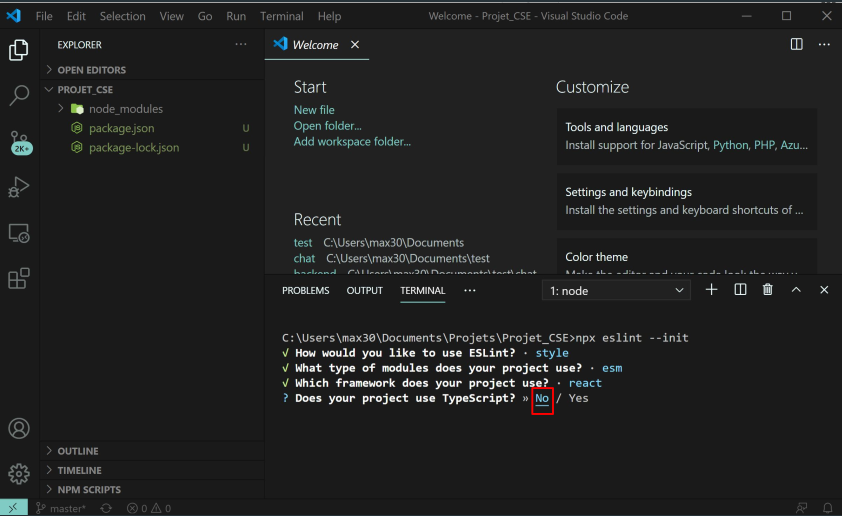 File Edit Selection View Go Run Terminal Help
Welcome - Projet_CSE - Visual Studio Code
EXPLORER
OPEN EDITORS
PROJET_CSE
node_modules
package.json U
package-lock.json U
2K+
OUTLINE
TIMELINE
NPM SCRIPTS
Welcome
Start
New file
Open folder...
Add workspace folder...
Recent
test C:\Users\max30\Documents
chat C:\Users\max30\Documents\test
backend C:\Users\max30\Documents\test\chat
Customize
Tools and languages
Install support for JavaScript, Python, PHP, Azu...
Settings and keybindings
Install the settings and keyboard shortcuts of ...
Color theme
Make the editor and your code look the way y...
PROBLEMS OUTPUT TERMINAL ··· 1: node
C:\Users\max30\Documents\Projets\Projet_CSE>npx eslint --init
√ How would you like to use ESLint? · style
√ What type of modules does your project use? · esm
√ Which framework does your project use? · react
? Does your project use TypeScript? » No / Yes
master* 0 0